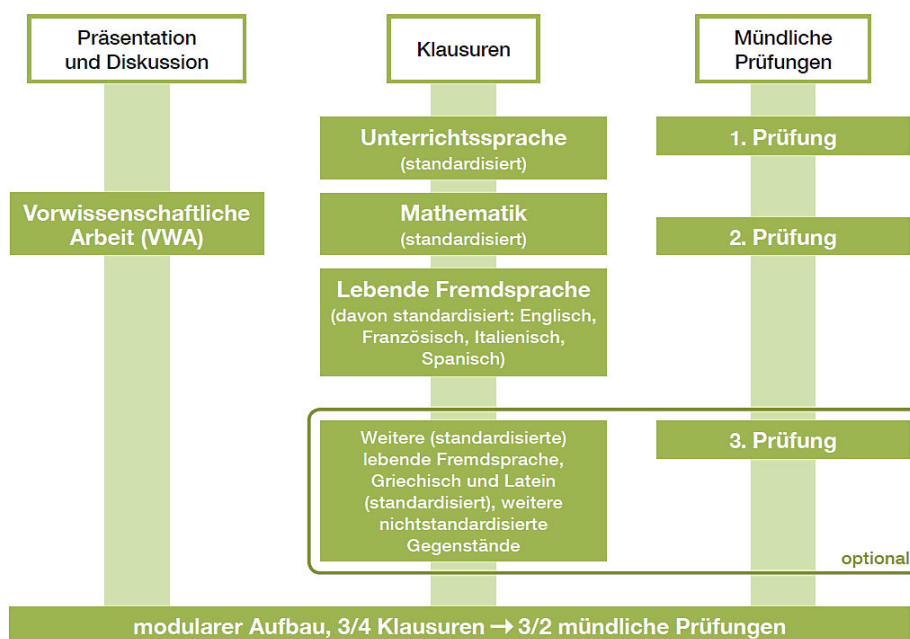 Präsentation
und Diskussion
Vorwissenschaftliche
Arbeit (VWA)
Klausuren
Unterrichtssprache
(standardisiert)
Mathematik
(standardisiert)
Lebende Fremdsprache
(davon standardisiert: Englisch,
Französisch, Italienisch,
Spanisch)
Weitere (standardisierte)
lebende Fremdsprache,
Griechisch und Latein
(standardisiert), weitere
nichtstandardisierte
Gegenstände
Mündliche
Prüfungen
1. Prüfung
2. Prüfung
3. Prüfung
optional
modularer Aufbau, 3/4 Klausuren → 3/2 mündliche Prüfungen